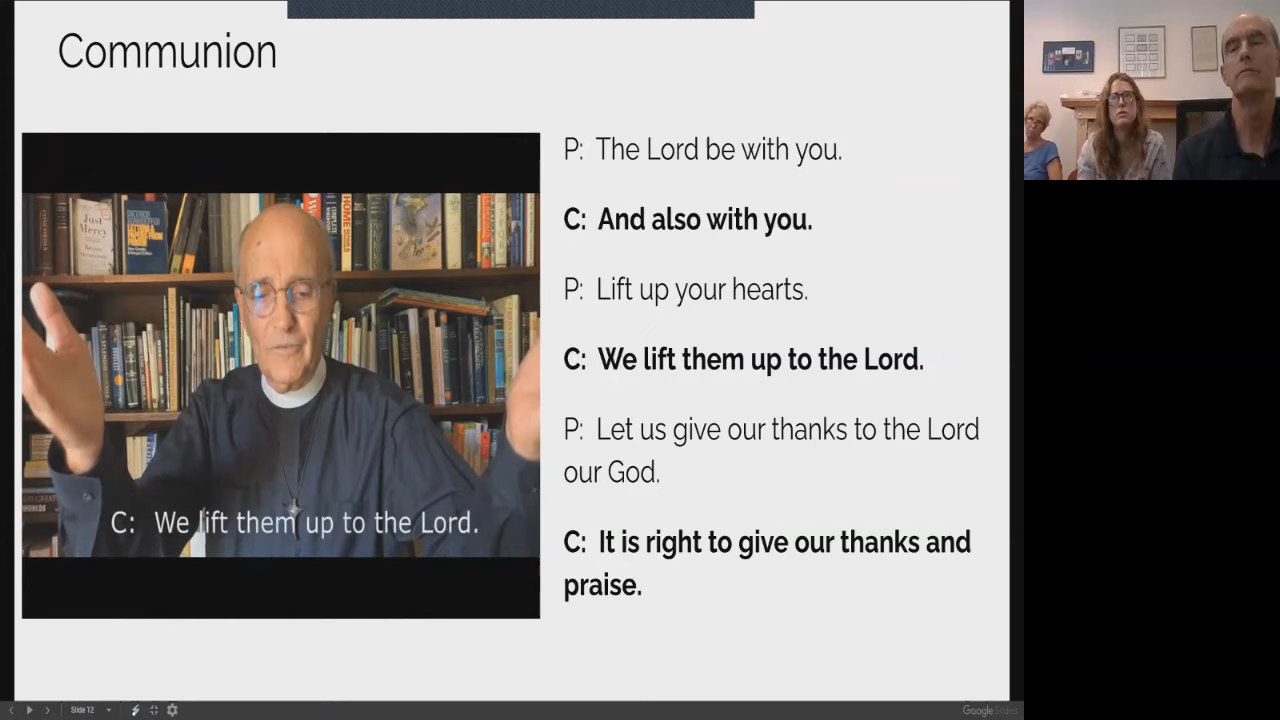 Communion
P: The Lord be with you.
C: And also with you.
P: Lift up your hearts.
C: We lift them up to the Lord.
P: Let us give our thanks to the Lord
our God.
C: It is right to give our thanks and
praise.
Just
Mercy
C: We lift them up to the Lord.
Slide 12
Google Slides